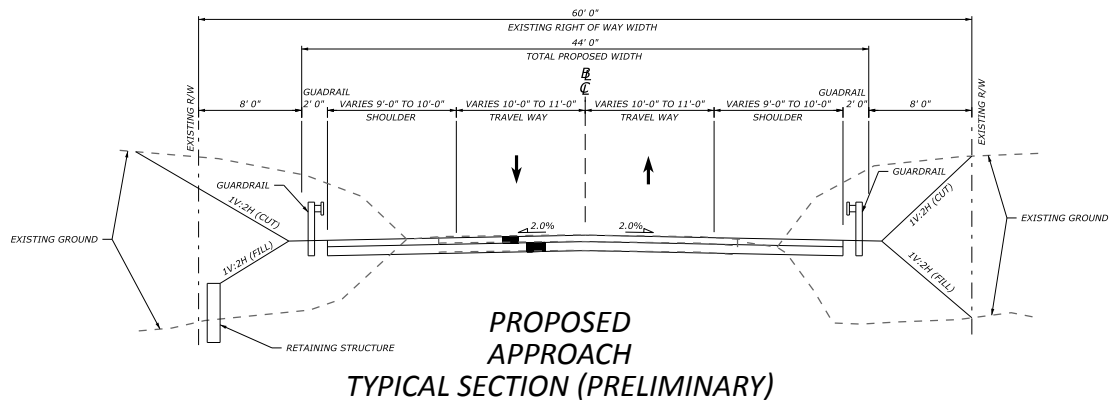 60' 0"
EXISTING RIGHT OF WAY WIDTH
44' 0"
TOTAL PROPOSED WIDTH
BL
CL
EXISTING R/W
8' 0"
GUADRAIL
2' 0"
VARIES 9'-0" TO 10'-0"
SHOULDER
VARIES 10'-0" TO 11'-0"
TRAVEL WAY
VARIES 10'-0" TO 11'-0"
TRAVEL WAY
VARIES 9'-0" TO 10'-0"
SHOULDER
GUADRAIL
2' 0"
8' 0"
EXISTING R/W
GUARDRAIL
GUARDRAIL
1V:2H (CUT)
1V:2H (CUT)
2.0%
2.0%
EXISTING GROUND
EXISTING GROUND
1V:2H (FILL)
1V:2H (FILL)
RETAINING STRUCTURE
PROPOSED
APPROACH
TYPICAL SECTION (PRELIMINARY)